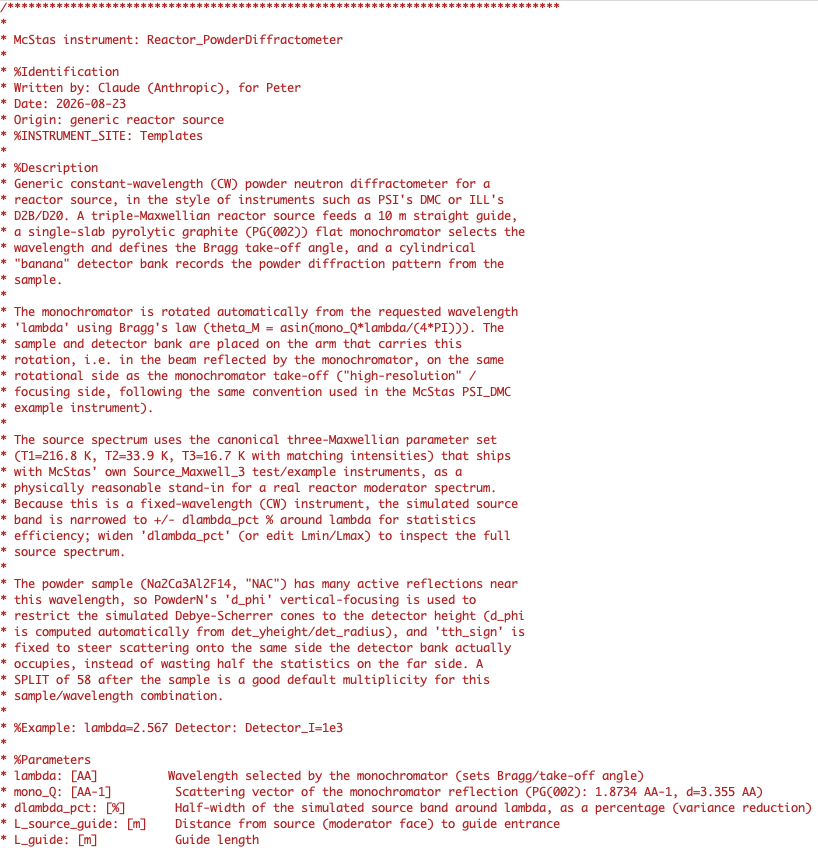 /******************************************************************************
*
* McStas instrument: Reactor_PowderDiffractometer
*
* %Identification
* Written by: Claude (Anthropic), for Peter
* Date: 2026-08-23
* Origin: generic reactor source
* %INSTRUMENT_SITE: Templates
*
* %Description
* Generic constant-wavelength (CW) powder neutron diffractometer for a
* reactor source, in the style of instruments such as PSI's DMC or ILL's
* D2B/D20. A triple-Maxwellian reactor source feeds a 10 m straight guide,
* a single-slab pyrolytic graphite (PG(002)) flat monochromator selects the
* wavelength and defines the Bragg take-off angle, and a cylindrical
* "banana" detector bank records the powder diffraction pattern from the
* sample.
*
* The monochromator is rotated automatically from the requested wavelength
* 'lambda' using Bragg's law (theta_M = asin(mono_Q*lambda/(4*PI))). The
* sample and detector bank are placed on the arm that carries this
* rotation, i.e. in the beam reflected by the monochromator, on the same
* rotational side as the monochromator take-off ("high-resolution" /
* focusing side, following the same convention used in the McStas PSI_DMC
* example instrument).
*
* The source spectrum uses the canonical three-Maxwellian parameter set
* (T1=216.8 K, T2=33.9 K, T3=16.7 K with matching intensities) that ships
* with McStas' own Source_Maxwell_3 test/example instruments, as a
* physically reasonable stand-in for a real reactor moderator spectrum.
* Because this is a fixed-wavelength (CW) instrument, the simulated source
* band is narrowed to +/- dlambda_pct % around lambda for statistics
* efficiency; widen 'dlambda_pct' (or edit Lmin/Lmax) to inspect the full
* source spectrum.
*
* The powder sample (Na2Ca3Al2F14, "NAC") has many active reflections near
* this wavelength, so PowderN's 'd_phi' vertical-focusing is used to
* restrict the simulated Debye-Scherrer cones to the detector height (d_phi
* is computed automatically from det_yheight/det_radius), and 'tth_sign' is
* fixed to steer scattering onto the same side the detector bank actually
* occupies, instead of wasting half the statistics on the far side. A
* SPLIT of 58 after the sample is a good default multiplicity for this
* sample/wavelength combination.
*
* %Example: lambda=2.567 Detector: Detector_I=1e3
*
* %Parameters
* lambda: [AA] Wavelength selected by the monochromator (sets Bragg/take-off angle)
* mono_Q: [AA-1] Scattering vector of the monochromator reflection (PG(002): 1.8734 AA-1, d=3.355 AA)
* dlambda_pct: [%] Half-width of the simulated source band around lambda, as a percentage (variance reduction)
* L_source_guide: [m] Distance from source (moderator face) to guide entrance
* L_guide: [m] Guide length